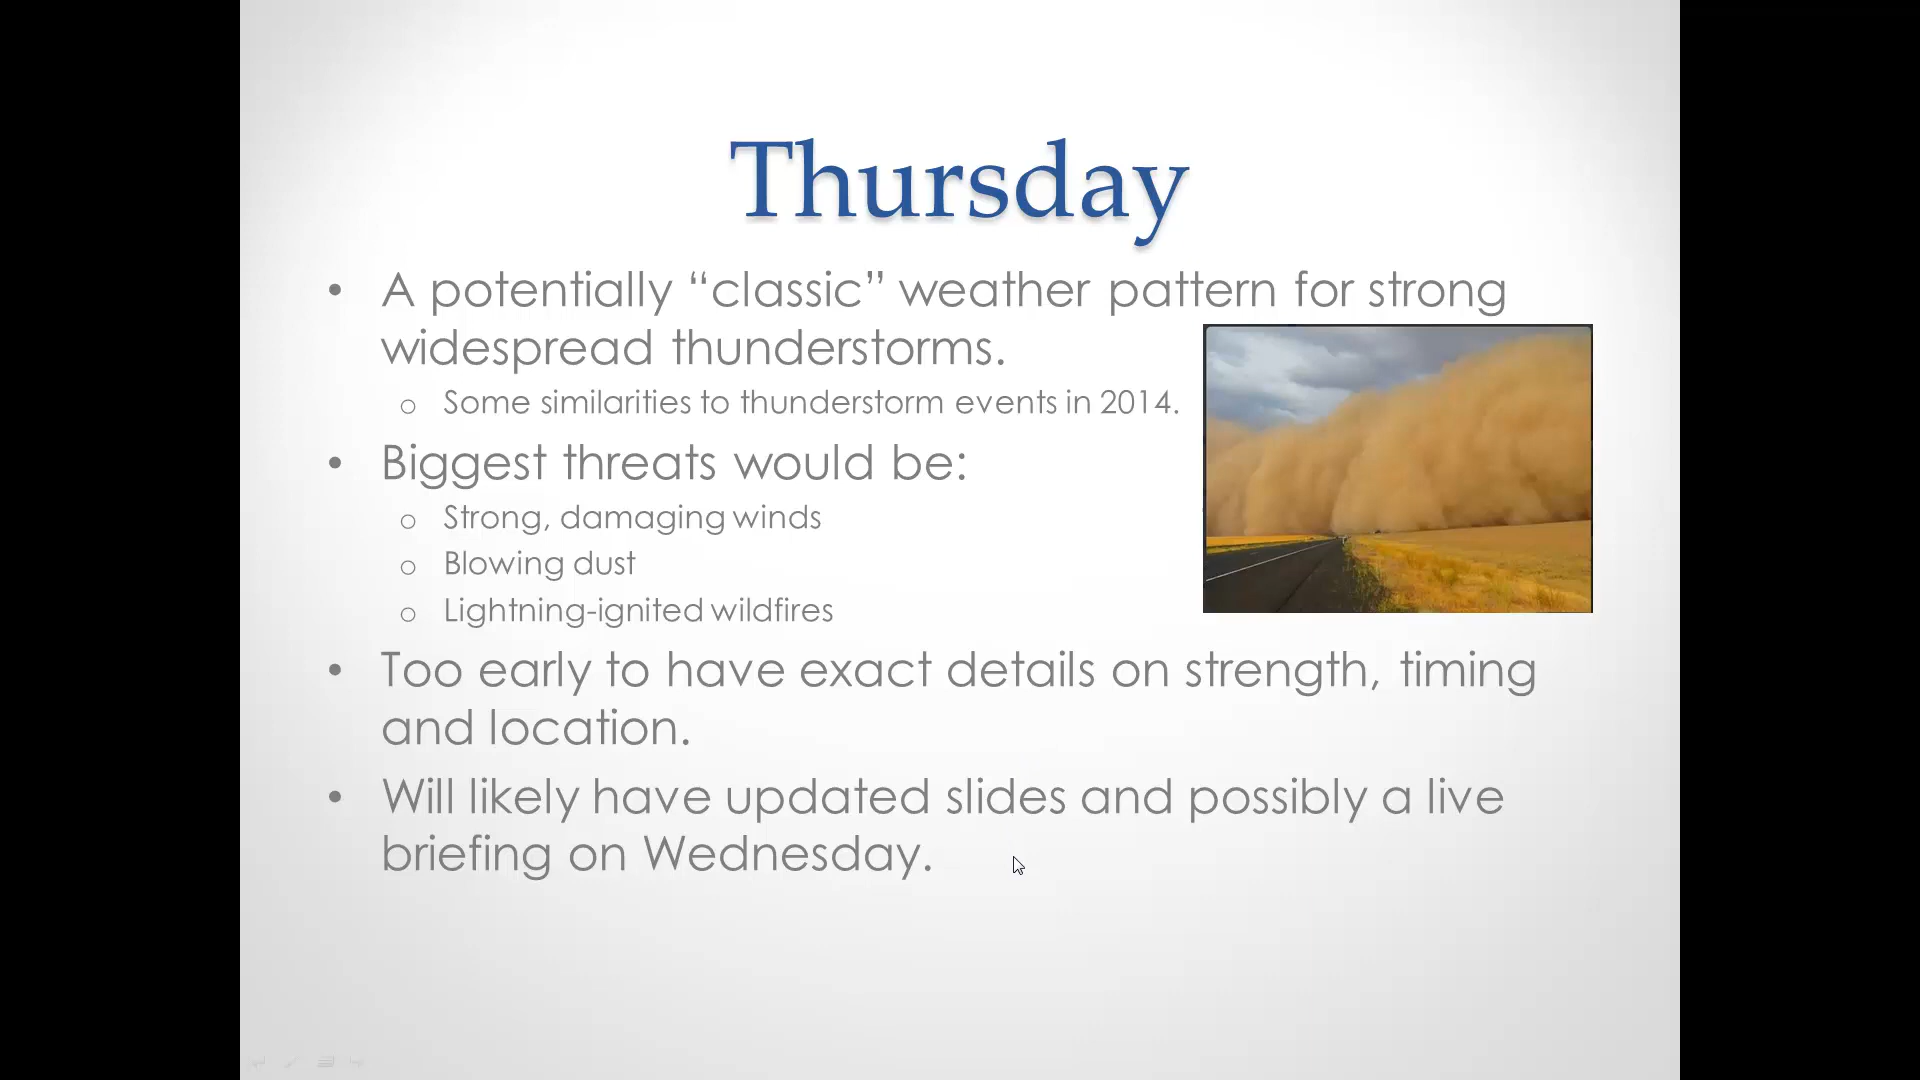 Thursday
• A potentially “classic” weather pattern for strong
widespread thunderstorms.
o Some similarities to thunderstorm events in 2014.
• Biggest threats would be:
o Strong, damaging winds
o Blowing dust
o Lightning-ignited wildfires
• Too early to have exact details on strength, timing
and location.
• Will likely have updated slides and possibly a live
briefing on Wednesday.